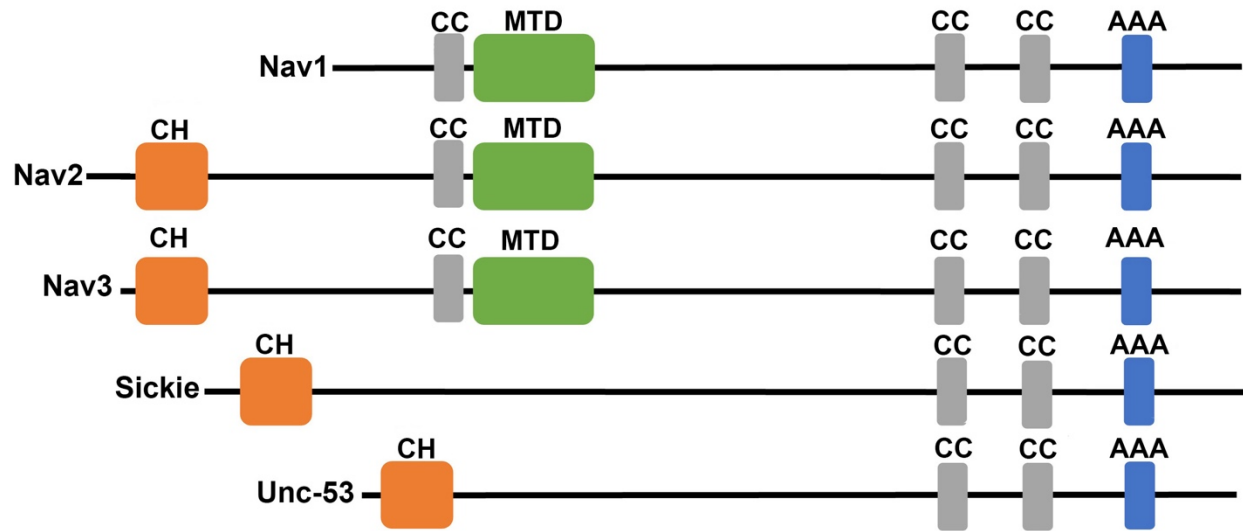 CC MTD CC CC AAA
Nav1
CH CC MTD CC CC AAA
Nav2
CH CC MTD CC CC AAA
Nav3
CH CC CC AAA
Sickie
CH CC CC AAA
Unc-53